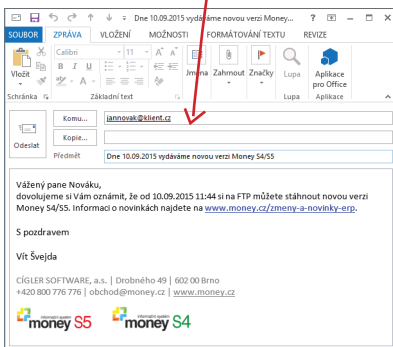 Dne 10.09.2015 vydáváme novou verzi Money...
SOUBOR ZPRÁVA VLOŽENÍ MOŽNOSTI FORMÁTOVÁNÍ TEXTU REVIZE
Calibri 11
B I U
Vložit Jména Zahrnout Značky Lupa Aplikace pro Office
Schránka Základní text Lupa Aplikace
Odeslat
Komu... jannovak@klient.cz
Kopie...
Předmět Dne 10.09.2015 vydáváme novou verzi Money S4/S5
Vážený pane Nováku,
dovolujeme si Vám oznámit, že od 10.09.2015 11:44 si na FTP můžete stáhnout novou verzi
Money S4/S5. Informaci o novinkách najdete na www.money.cz/zmeny-a-novinky-erp.
S pozdravem
Vít Švejda
CÍGLER SOFTWARE, a.s. | Drobného 49 | 602 00 Brno
+420 800 776 776 | obchod@money.cz | www.money.cz
informační systém informační systém
money S5 money S4